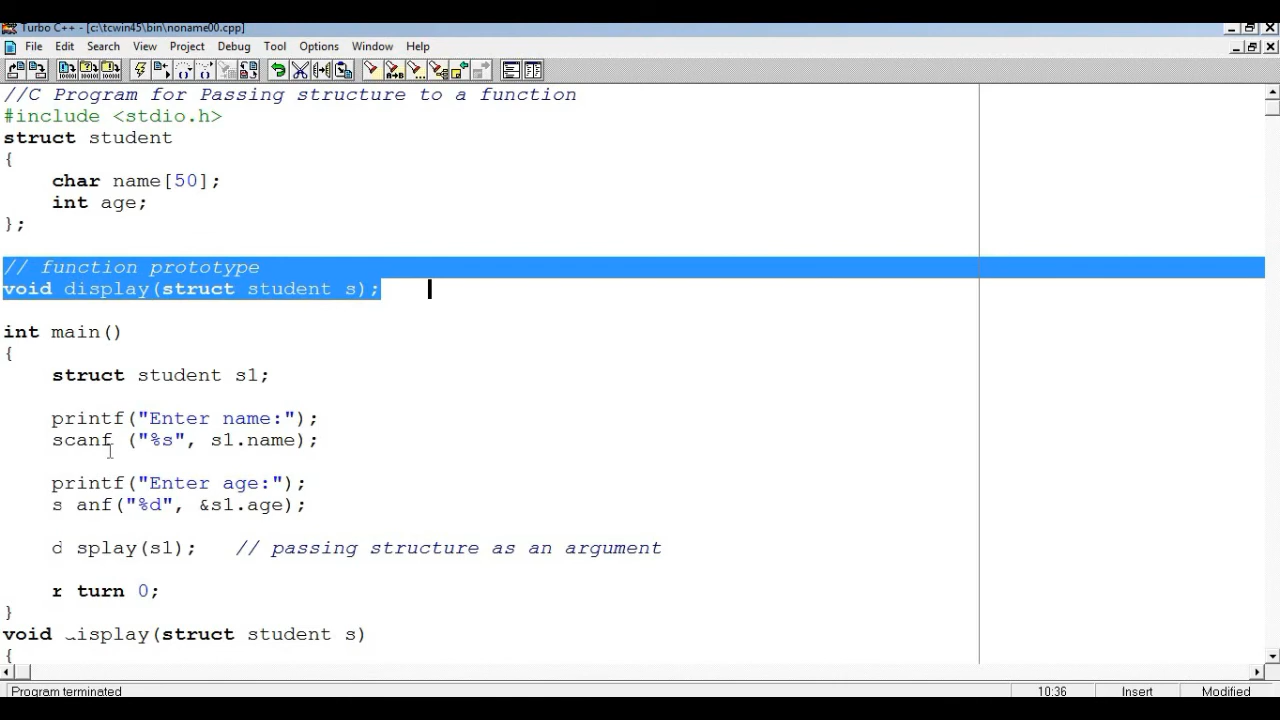 Turbo C++ - [c:\tcwin45\bin\noname00.cpp]
File Edit Search View Project Debug Tool Options Window Help
//C Program for Passing structure to a function
#include <stdio.h>
struct student
{
char name[50];
int age;
};
// function prototype
void display(struct student s);
int main()
{
struct student s1;
printf("Enter name:");
scanf ("%s", s1.name);
printf("Enter age:");
s anf("%d", &s1.age);
d splay(s1); // passing structure as an argument
r turn 0;
}
void display(struct student s)
{
Program terminated 10:36 Insert Modified